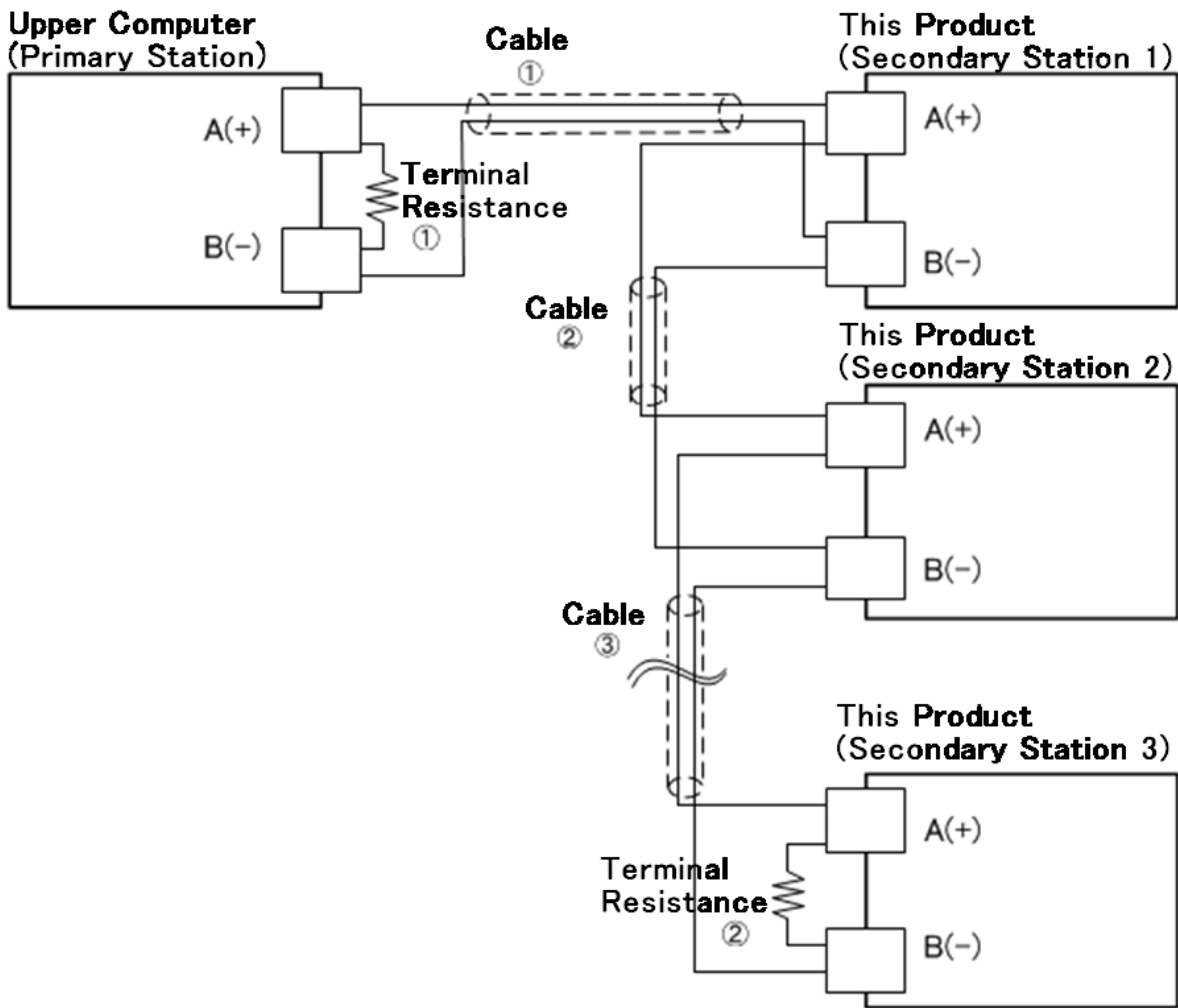 Upper Computer
(Primary Station)
Cable
①
This Product
(Secondary Station 1)
A(+)
B(-)
Terminal
Resistance
①
A(+)
B(-)
Cable
②
This Product
(Secondary Station 2)
A(+)
B(-)
Cable
③
This Product
(Secondary Station 3)
A(+)
B(-)
Terminal
Resistance
②